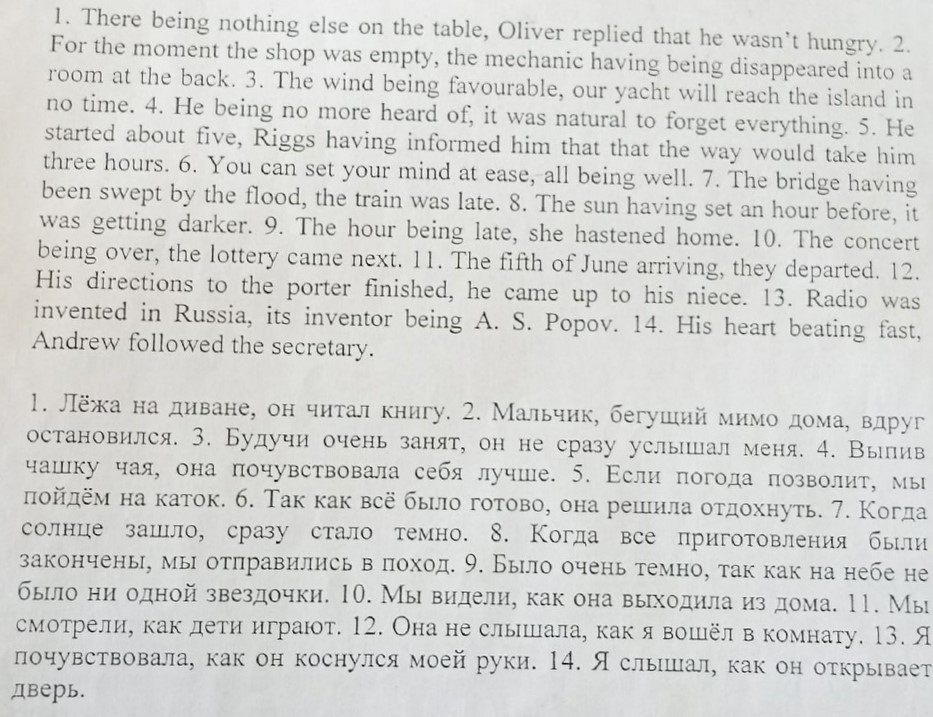 1. There being nothing else on the table, Oliver replied that he wasn't hungry. 2.
For the moment the shop was empty, the mechanic having being disappeared into a
room at the back. 3. The wind being favourable, our yacht will reach the island in
no time. 4. He being no more heard of, it was natural to forget everything. 5. He
started about five, Riggs having informed him that that the way would take him
three hours. 6. You can set your mind at ease, all being well. 7. The bridge having
been swept by the flood, the train was late. 8. The sun having set an hour before, it
was getting darker. 9. The hour being late, she hastened home. 10. The concert
being over, the lottery came next. 11. The fifth of June arriving, they departed. 12.
His directions to the porter finished, he came up to his niece. 13. Radio was
invented in Russia, its inventor being A. S. Popov. 14. His heart beating fast,
Andrew followed the secretary.
1. Лёжа на диване, он читал книгу. 2. Мальчик, бегущий мимо дома, вдруг
остановился. 3. Будучи очень занят, он не сразу услышал меня. 4. Выпив
чашку чая, она почувствовала себя лучше. 5. Если погода позволит, мы
пойдём на каток. 6. Так как всё было готово, она решила отдохнуть. 7. Когда
солнце зашло, сразу стало темно. 8. Когда все приготовления были
закончены, мы отправились в поход. 9. Было очень темно, так как на небе не
было ни одной звездочки. 10. Мы видели, как она выходила из дома. 11. Мы
смотрели, как дети играют. 12. Она не слышала, как я вошёл в комнату. 13. Я
почувствовала, как он коснулся моей руки. 14. Я слышал, как он открывает
дверь.